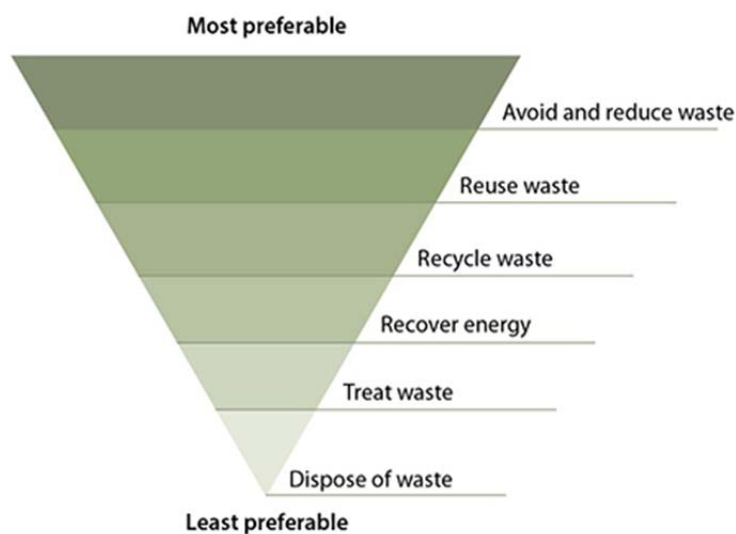 Most preferable
Avoid and reduce waste
Reuse waste
Recycle waste
Recover energy
Treat waste
Dispose of waste
Least preferable